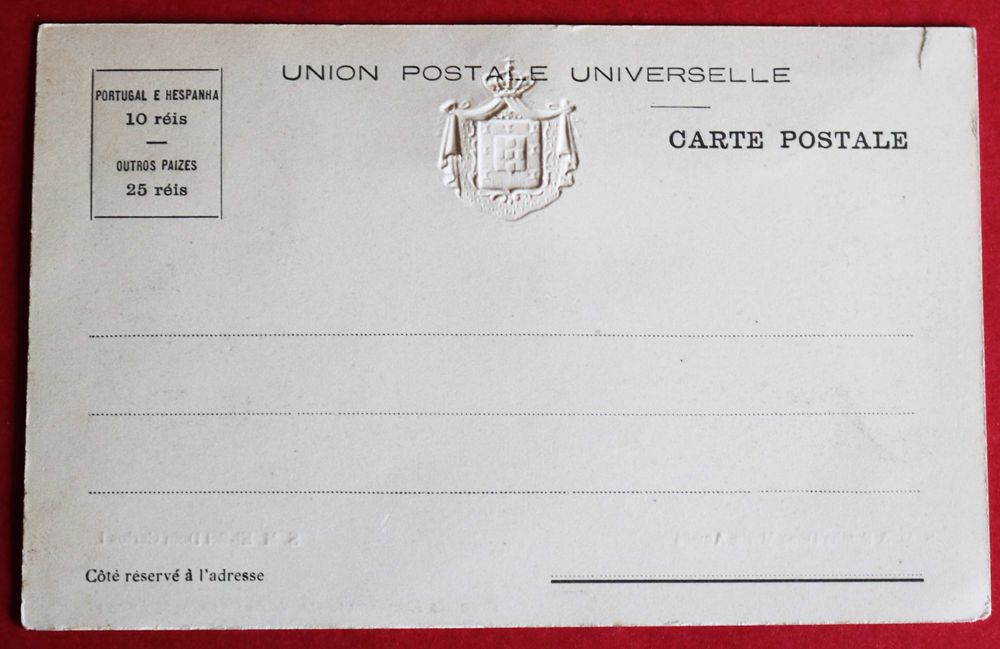 UNION POSTALE UNIVERSELLE
PORTUGAL E HESPANHA
10 réis
OUTROS PAIZES
25 réis
CARTE POSTALE
Côté réservé à l'adresse